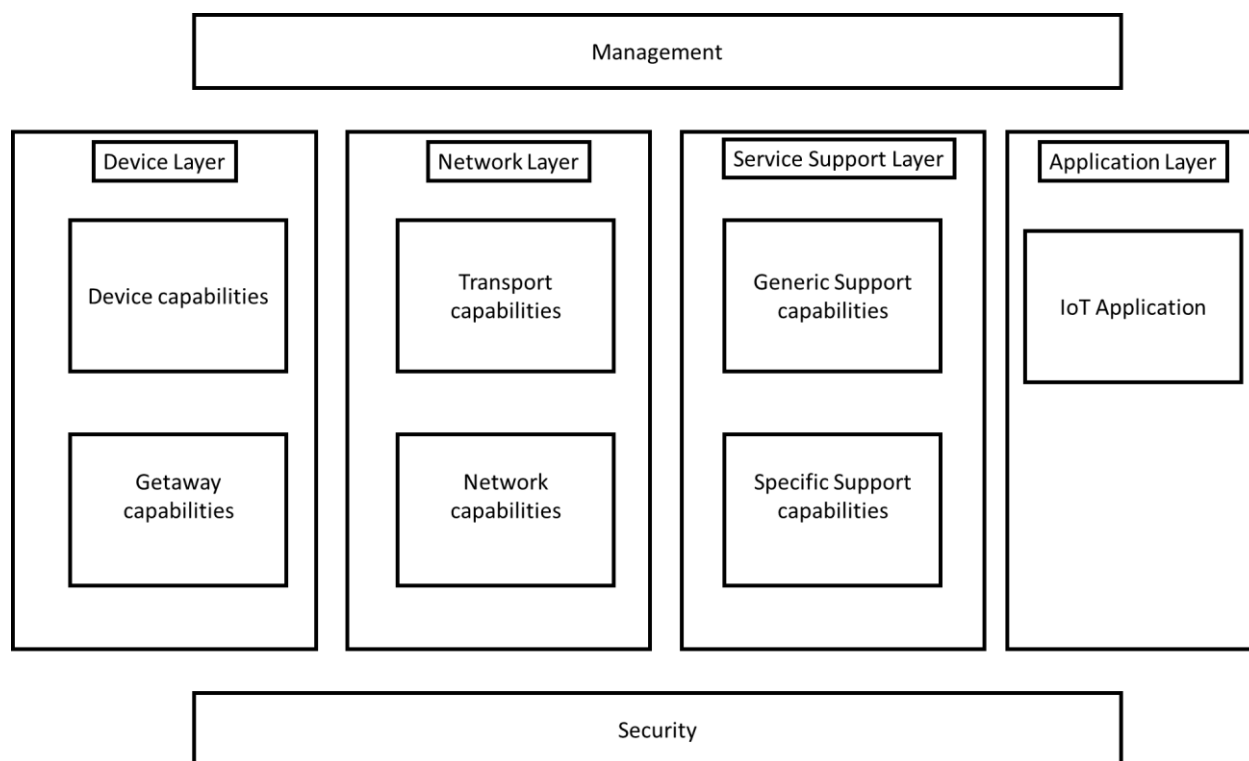 Management
Device Layer
Device capabilities
Getaway
capabilities
Network Layer
Transport
capabilities
Network
capabilities
Service Support Layer
Generic Support
capabilities
Specific Support
capabilities
Application Layer
IoT Application
Security